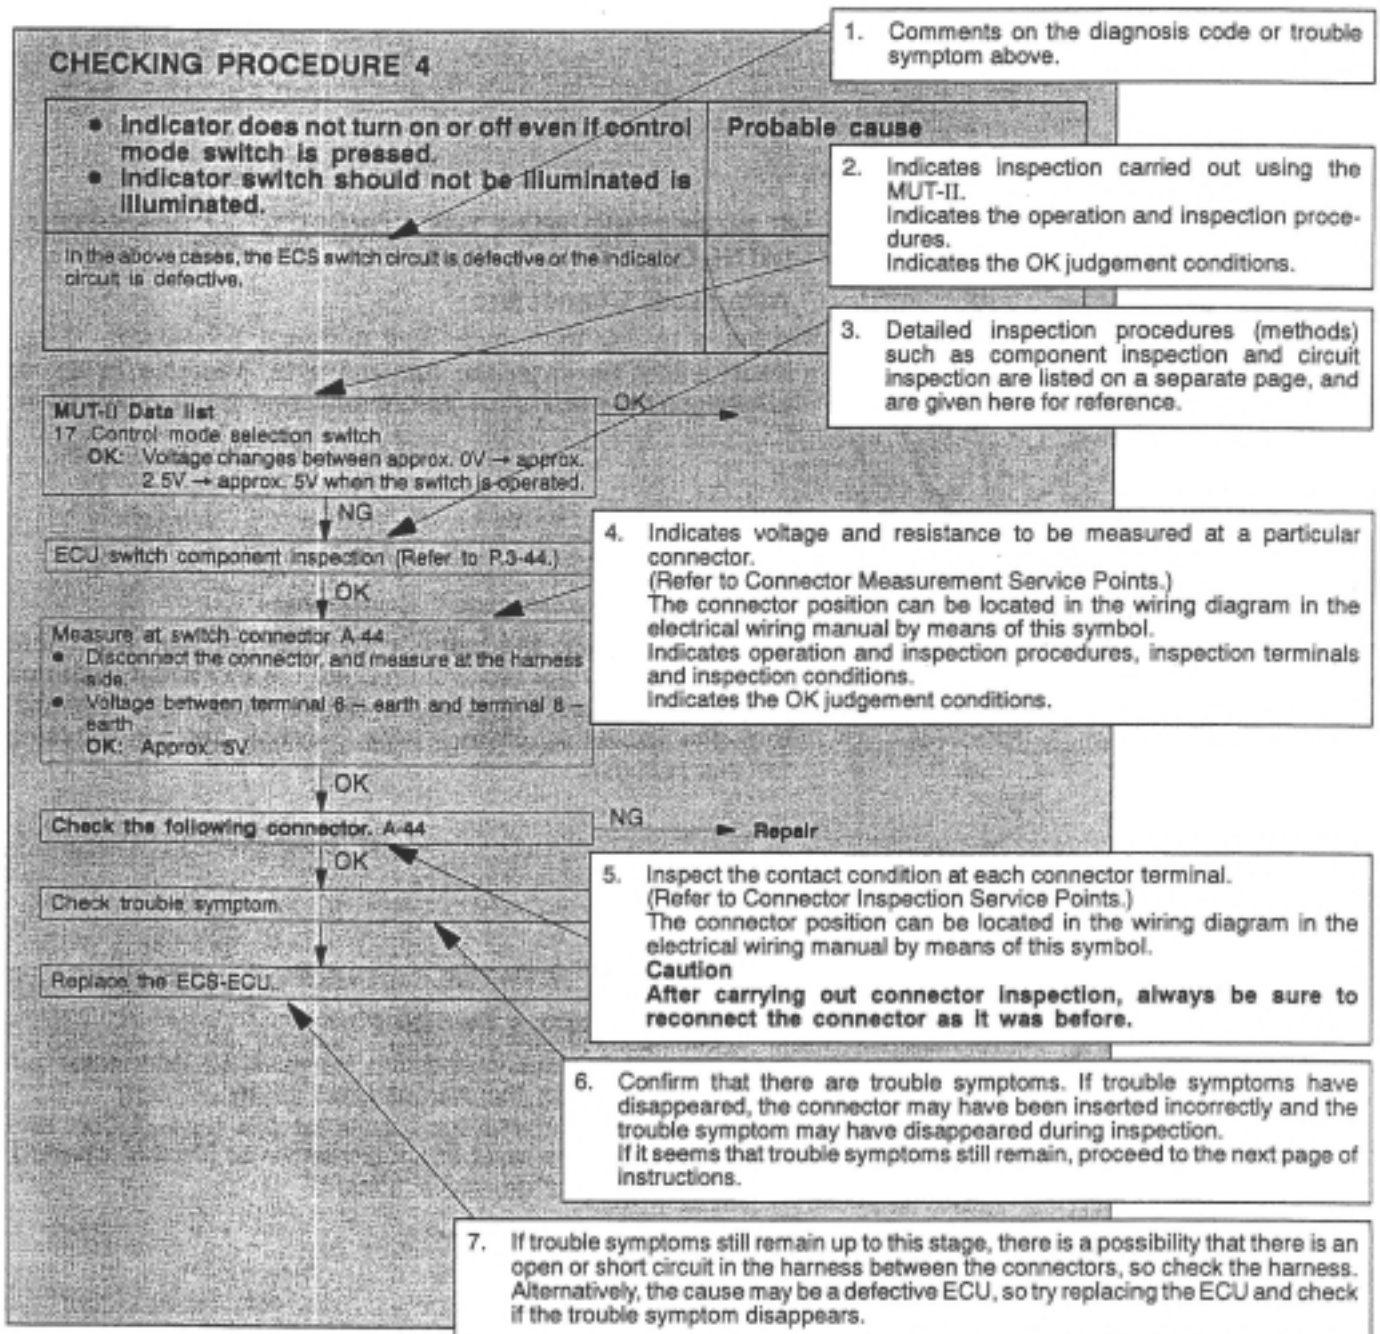 CHECKING PROCEDURE 4
● Indicator does not turn on or off even if control
mode switch is pressed.
● Indicator switch should not be illuminated is
illuminated.
Probable cause
In the above cases, the ECS switch circuit is defective or the indicator
circuit is defective.
MUT-II Data list
17 Control mode selection switch
OK: Voltage changes between approx. 0V → approx.
2.5V → approx. 5V when the switch is operated.
OK
NG
ECU switch component inspection (Refer to P.3-44.)
OK
Measure at switch connector A-44
● Disconnect the connector, and measure at the harness
side.
● Voltage between terminal 6 – earth and terminal 8 –
earth
OK: Approx. 5V
OK
Check the following connector. A-44
NG
Repair
OK
Check trouble symptom.
Replace the ECS-ECU.
1. Comments on the diagnosis code or trouble
symptom above.
2. Indicates inspection carried out using the
MUT-II.
Indicates the operation and inspection proce-
dures.
Indicates the OK judgement conditions.
3. Detailed inspection procedures (methods)
such as component inspection and circuit
inspection are listed on a separate page, and
are given here for reference.
4. Indicates voltage and resistance to be measured at a particular
connector.
(Refer to Connector Measurement Service Points.)
The connector position can be located in the wiring diagram in the
electrical wiring manual by means of this symbol.
Indicates operation and inspection procedures, inspection terminals
and inspection conditions.
Indicates the OK judgement conditions.
5. Inspect the contact condition at each connector terminal.
(Refer to Connector Inspection Service Points.)
The connector position can be located in the wiring diagram in the
electrical wiring manual by means of this symbol.
Caution
After carrying out connector inspection, always be sure to
reconnect the connector as it was before.
6. Confirm that there are trouble symptoms. If trouble symptoms have
disappeared, the connector may have been inserted incorrectly and the
trouble symptom may have disappeared during inspection.
If it seems that trouble symptoms still remain, proceed to the next page of
instructions.
7. If trouble symptoms still remain up to this stage, there is a possibility that there is an
open or short circuit in the harness between the connectors, so check the harness.
Alternatively, the cause may be a defective ECU, so try replacing the ECU and check
if the trouble symptom disappears.